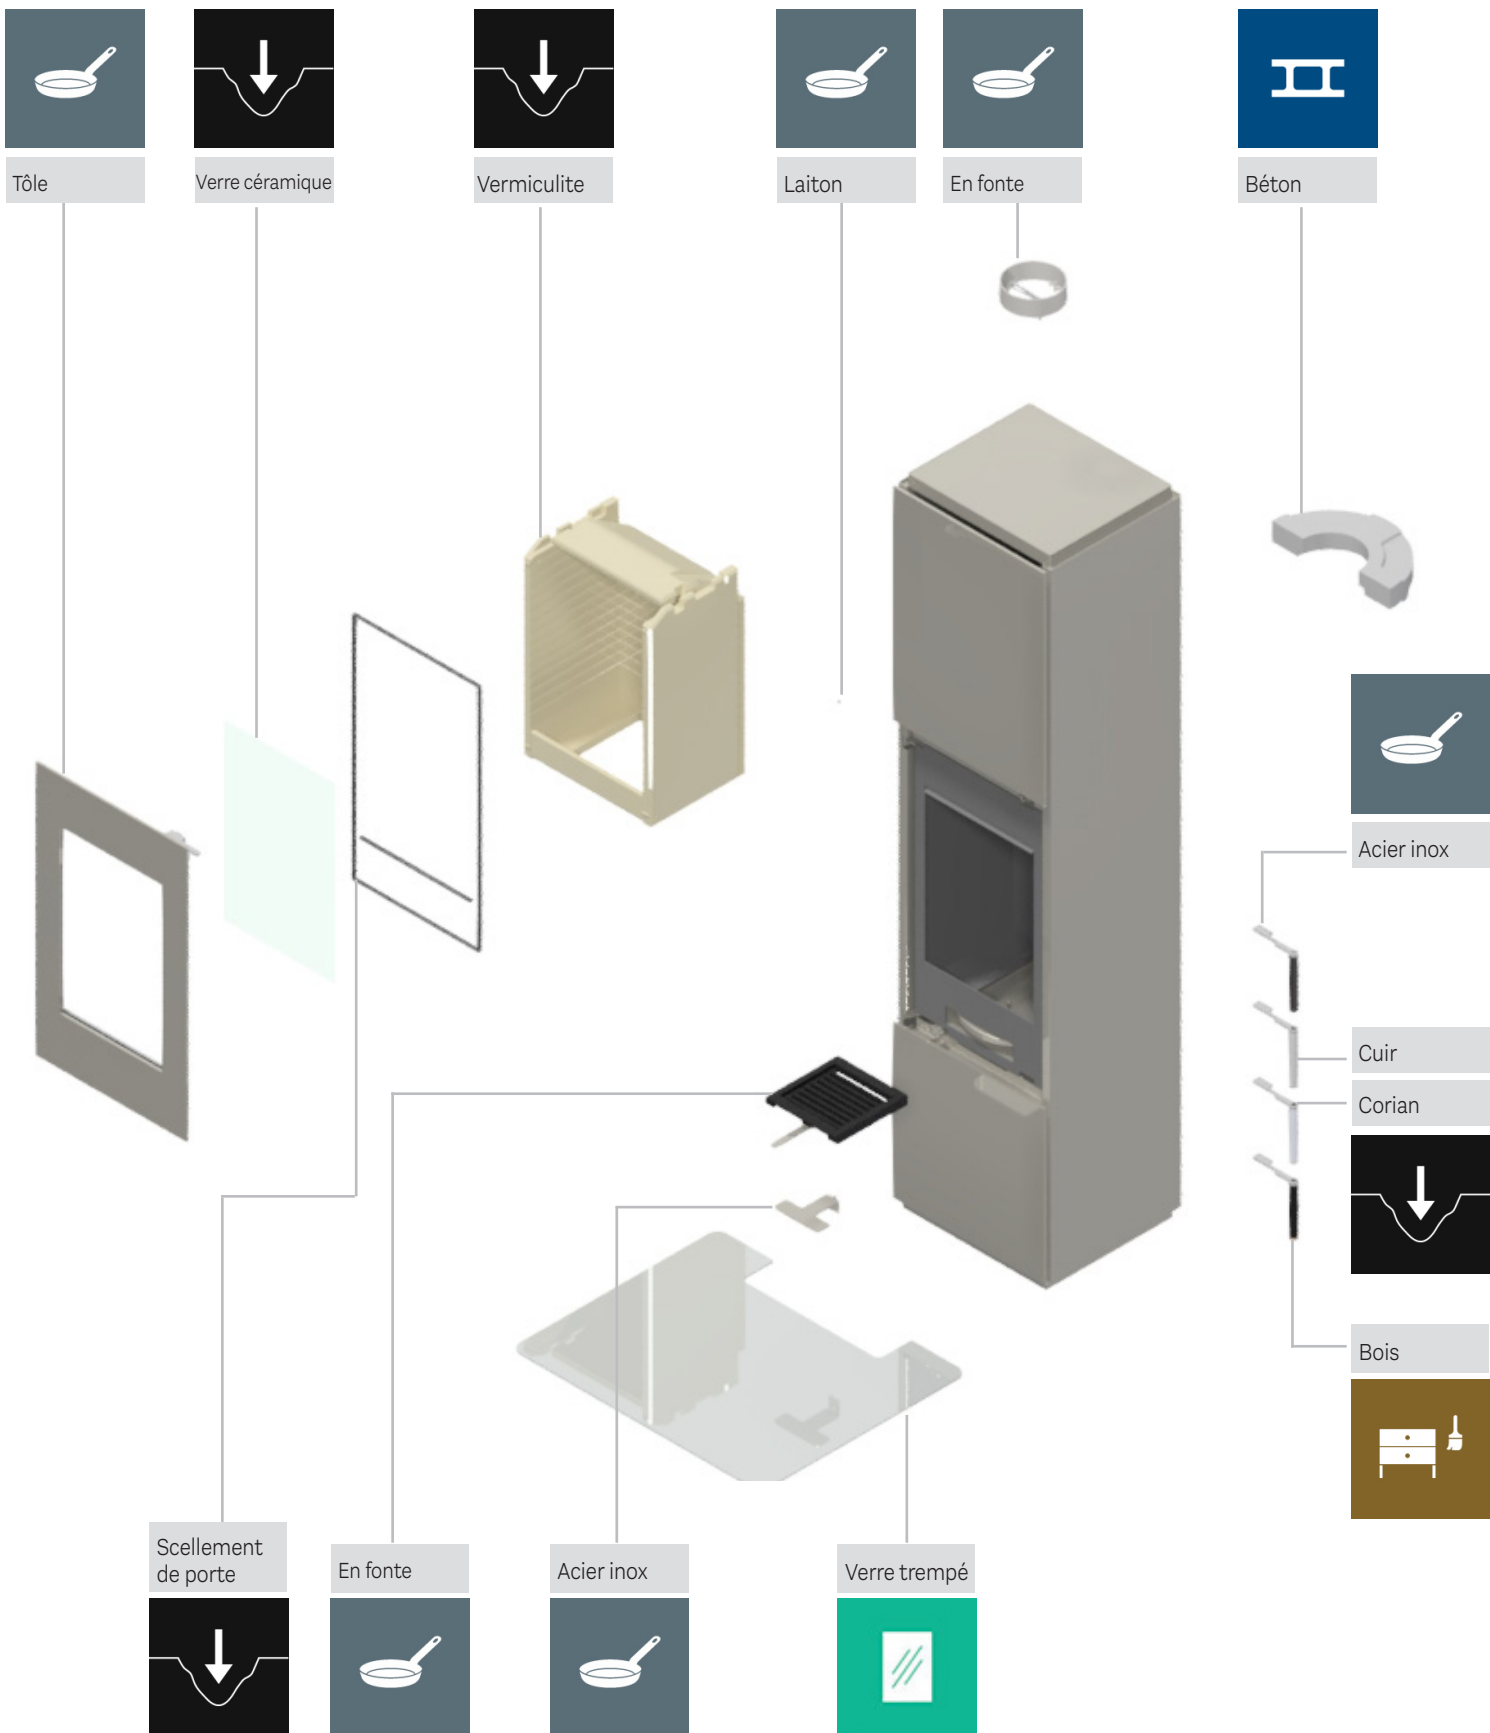 Tôle
Verre céramique
Vermiculite
Laiton
En fonte
Béton
Acier inox
Cuir
Corian
Bois
Scellement
de porte
En fonte
Acier inox
Verre trempé